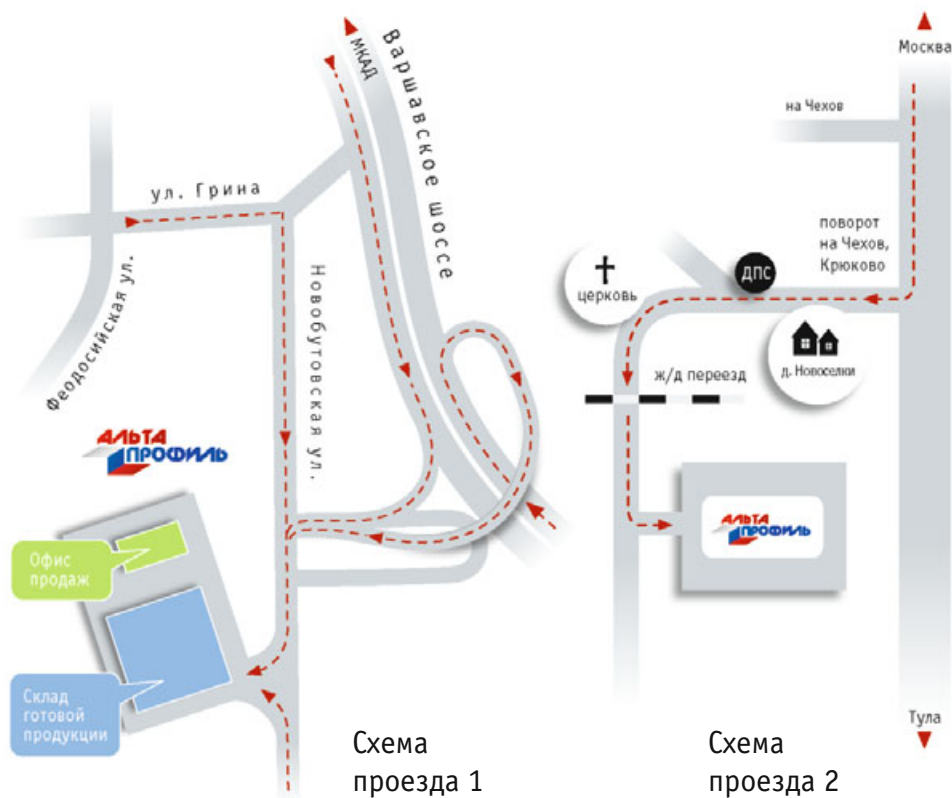 МКАД
Варшавское шоссе
ул. Грина
Феодосийская ул.
Новобутовская ул.
АЛЬТА
ПРОФИЛЬ
Офис
продаж
Склад
готовой
продукции
Схема
проезда 1
Москва
на Чехов
поворот
на Чехов,
Крюково
ДПС
церковь
д. Новоселки
ж/д переезд
АЛЬТА
ПРОФИЛЬ
Тула
Схема
проезда 2